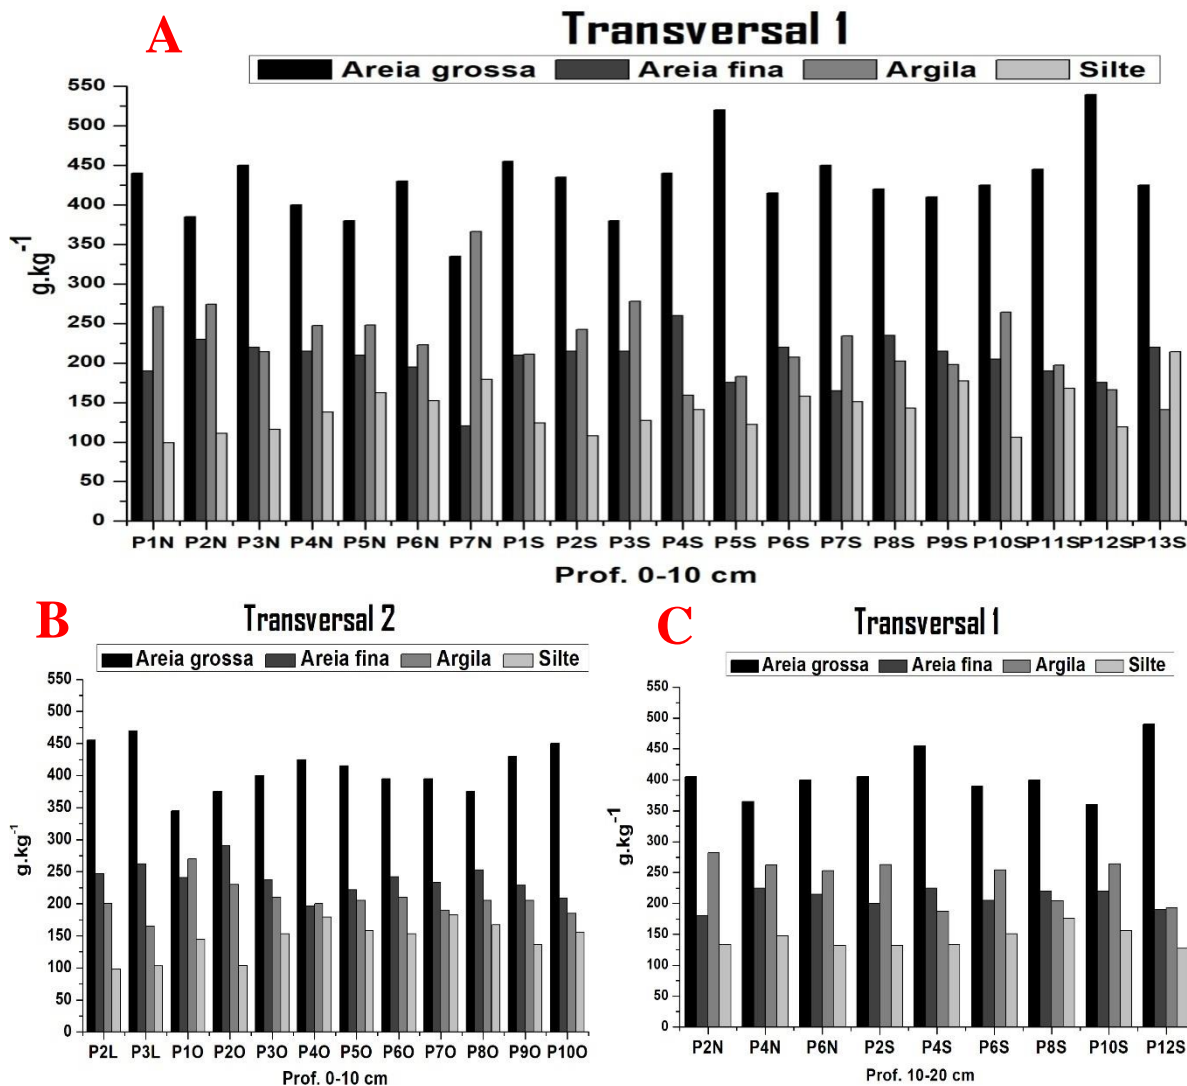 A
Transversal 1
Areia grossa Areia fina Argila Silte
550
500
450
400
350
300
250
200
150
100
50
0
g.kg-1
P1N P2N P3N P4N P5N P6N P7N P1S P2S P3S P4S P5S P6S P7S P8S P9S P10S P11S P12S P13S
Prof. 0-10 cm
B
Transversal 2
Areia grossa Areia fina Argila Silte
550
500
450
400
350
300
250
200
150
100
50
0
g.kg-1
P2L P3L P1O P2O P3O P4O P5O P6O P7O P8O P9O P10O
Prof. 0-10 cm
C
Transversal 1
Areia grossa Areia fina Argila Silte
550
500
450
400
350
300
250
200
150
100
50
0
g.kg-1
P2N P4N P6N P2S P4S P6S P8S P10S P12S
Prof. 10-20 cm